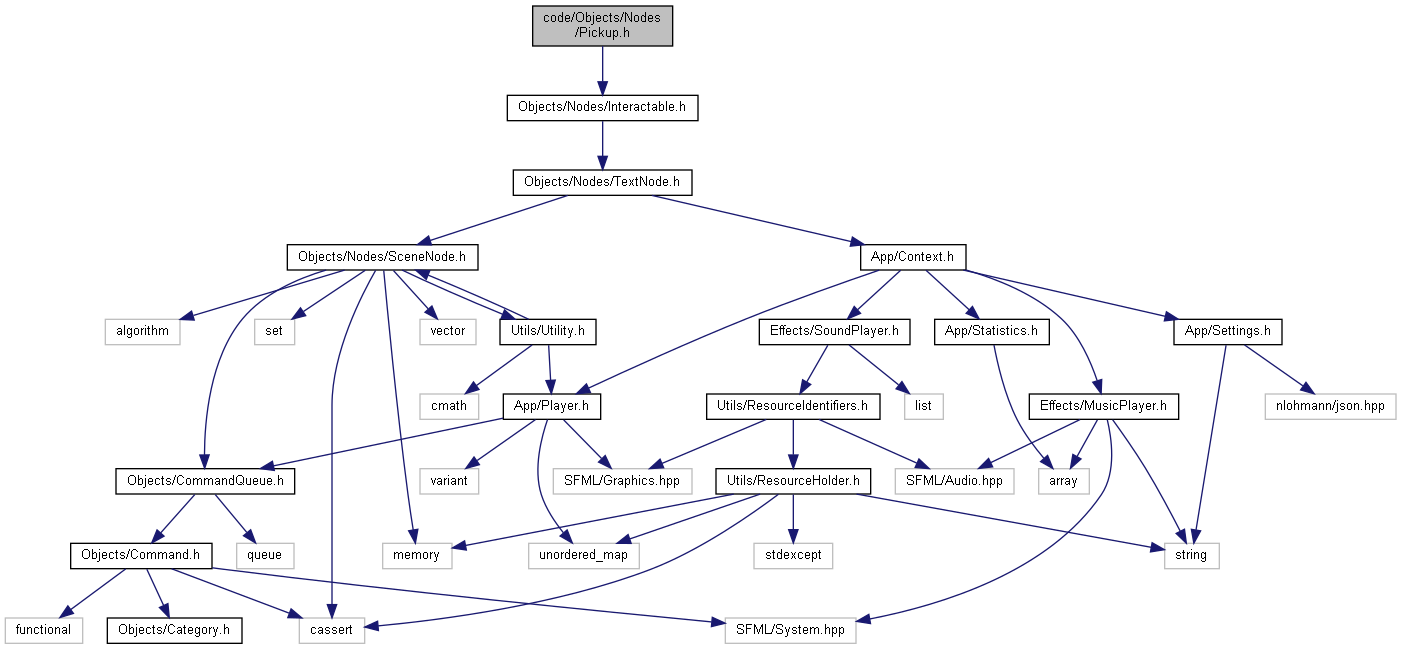 code/Objects/Nodes
/Pickup.h
Objects/Nodes/Interactable.h
Objects/Nodes/TextNode.h
Objects/Nodes/SceneNode.h
App/Context.h
algorithm
set
vector
Utils/Utility.h
Effects/SoundPlayer.h
App/Statistics.h
App/Settings.h
cmath
App/Player.h
Utils/ResourceIdentifiers.h
list
Effects/MusicPlayer.h
nlohmann/json.hpp
Objects/CommandQueue.h
variant
SFML/Graphics.hpp
Utils/ResourceHolder.h
SFML/Audio.hpp
array
Objects/Command.h
queue
memory
unordered_map
stdexcept
string
functional
Objects/Category.h
cassert
SFML/System.hpp